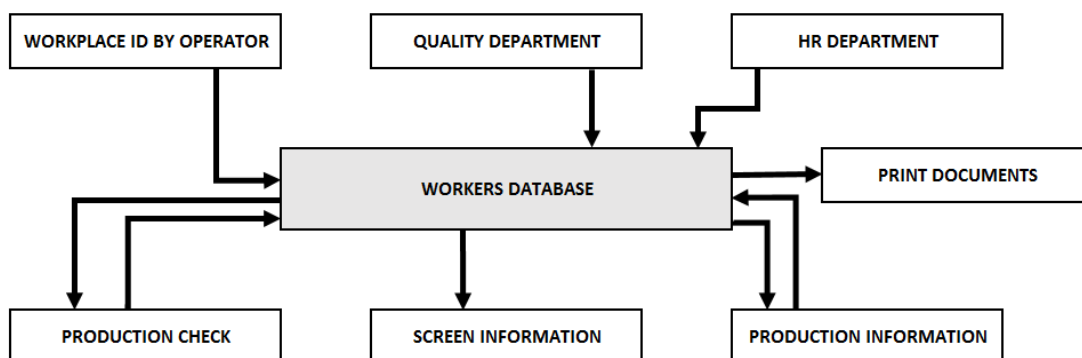 WORKPLACE ID BY OPERATOR
QUALITY DEPARTMENT
HR DEPARTMENT
WORKERS DATABASE
PRINT DOCUMENTS
PRODUCTION CHECK
SCREEN INFORMATION
PRODUCTION INFORMATION